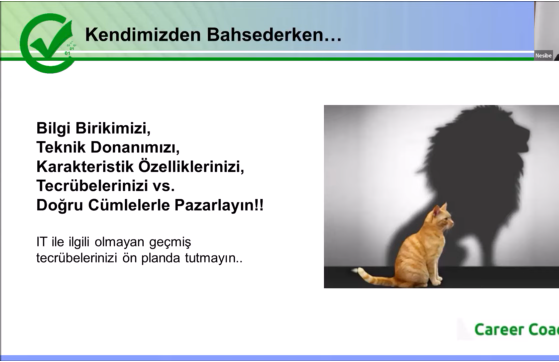 Kendimizden Bahsederken…
Nesibe
Bilgi Birikimizi,
Teknik Donanımızı,
Karakteristik Özelliklerinizi,
Tecrübelerinizi vs.
Doğru Cümlelerle Pazarlayın!!
IT ile ilgili olmayan geçmiş
tecrübelerinizi ön planda tutmayın..
Career Coac